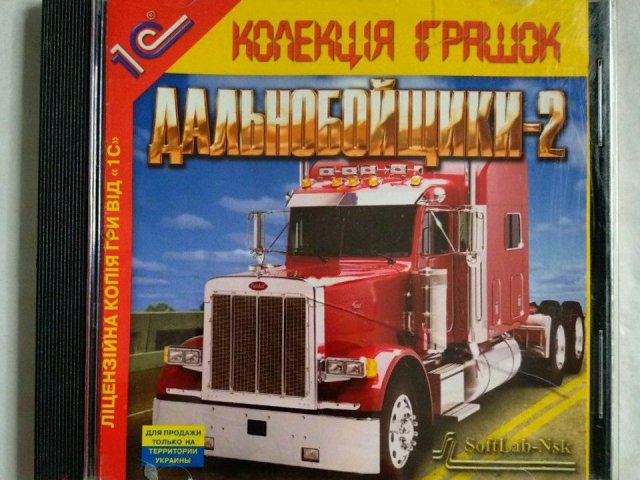 1С
КОЛЕКЦІЯ ІГРАШОК
ДАЛЬНОБОЙЩИКИ-2
ЛІЦЕНЗІЙНА КОПІЯ ГРИ ВІД «1С»
ДЛЯ ПРОДАЖИ
ТОЛЬКО НА
ТЕРРИТОРИИ
УКРАИНЫ
SoftLab-Nsk